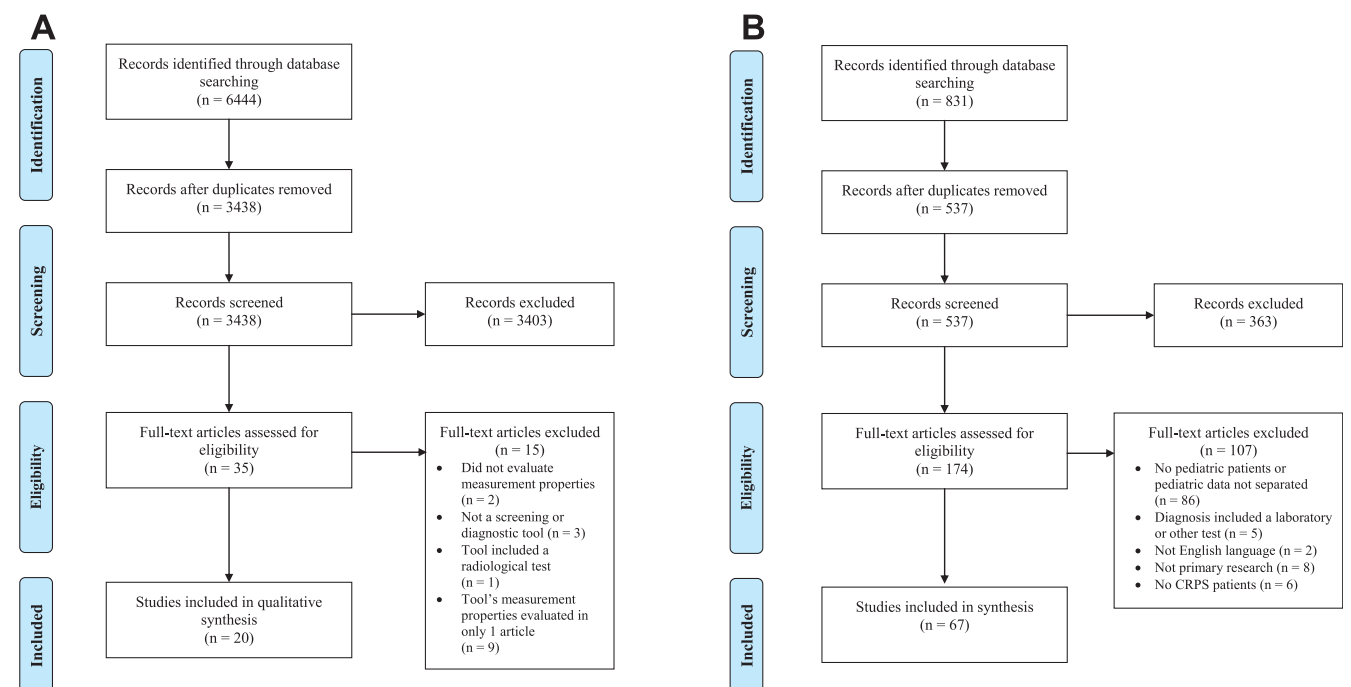 A
Identification
Records identified through database
searching
(n = 6444)
Records after duplicates removed
(n = 3438)
Screening
Records screened
(n = 3438)
Records excluded
(n = 3403)
Eligibility
Full-text articles assessed for
eligibility
(n = 35)
Full-text articles excluded
(n = 15)
• Did not evaluate
measurement properties
(n = 2)
• Not a screening or
diagnostic tool (n = 3)
• Tool included a
radiological test
(n = 1)
• Tool's measurement
properties evaluated in
only 1 article
(n = 9)
Included
Studies included in qualitative
synthesis
(n = 20)
B
Identification
Records identified through database
searching
(n = 831)
Records after duplicates removed
(n = 537)
Screening
Records screened
(n = 537)
Records excluded
(n = 363)
Eligibility
Full-text articles assessed for
eligibility
(n = 174)
Full-text articles excluded
(n = 107)
• No pediatric patients or
pediatric data not separated
(n = 86)
• Diagnosis included a laboratory
or other test (n = 5)
• Not English language (n = 2)
• Not primary research (n = 8)
• No CRPS patients (n = 6)
Included
Studies included in synthesis
(n = 67)